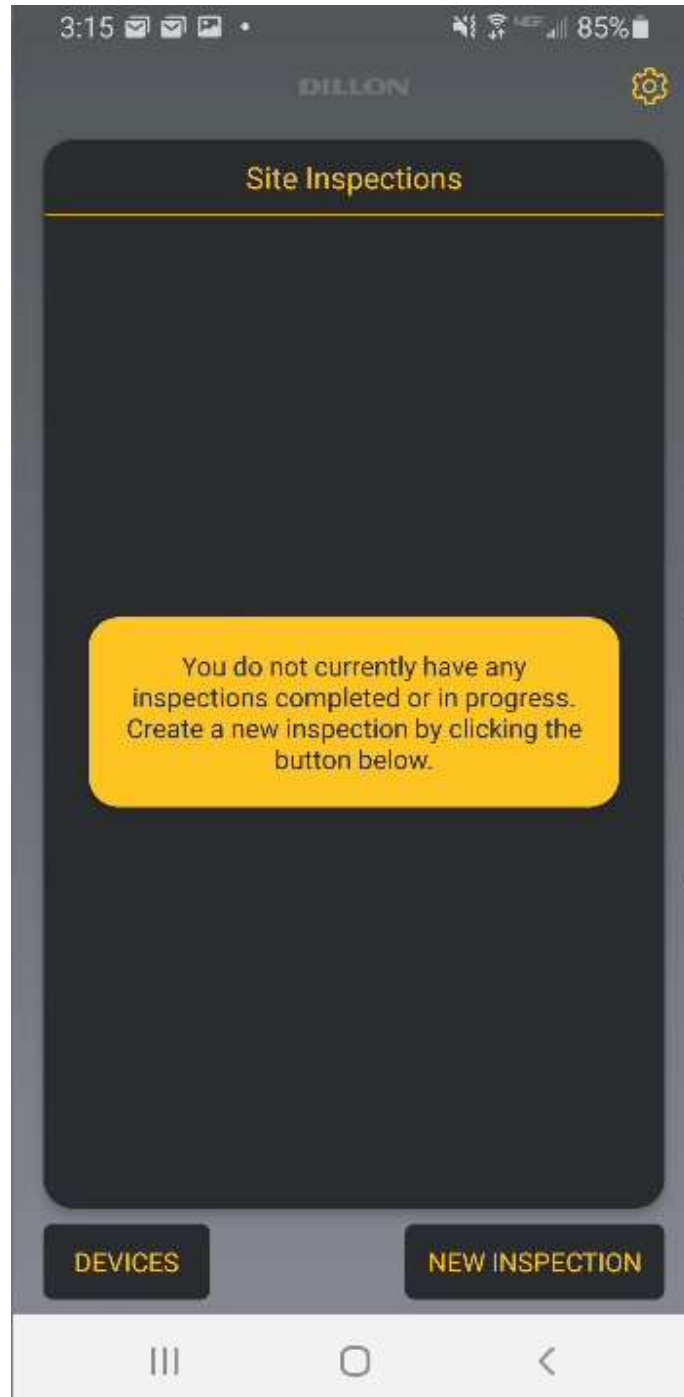 3:15 85%
DILLON
Site Inspections
You do not currently have any
inspections completed or in progress.
Create a new inspection by clicking the
button below.
DEVICES NEW INSPECTION